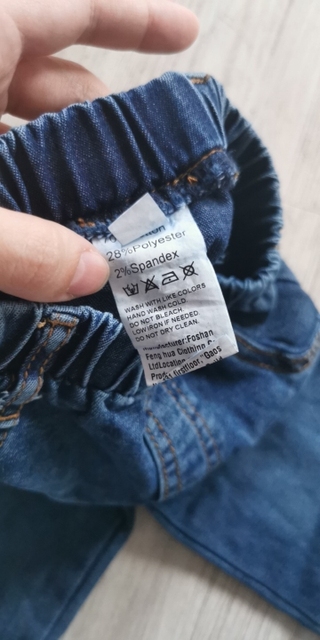 28%Polyester
2%Spandex
WASH WITH LIKE COLORS
HAND WASH COLD
DO NOT BLEACH
LOW IRON IF NEEDED.
DO NOT DRY CLEAN.
Foshan
Feng hua Clothing
LtdLocation